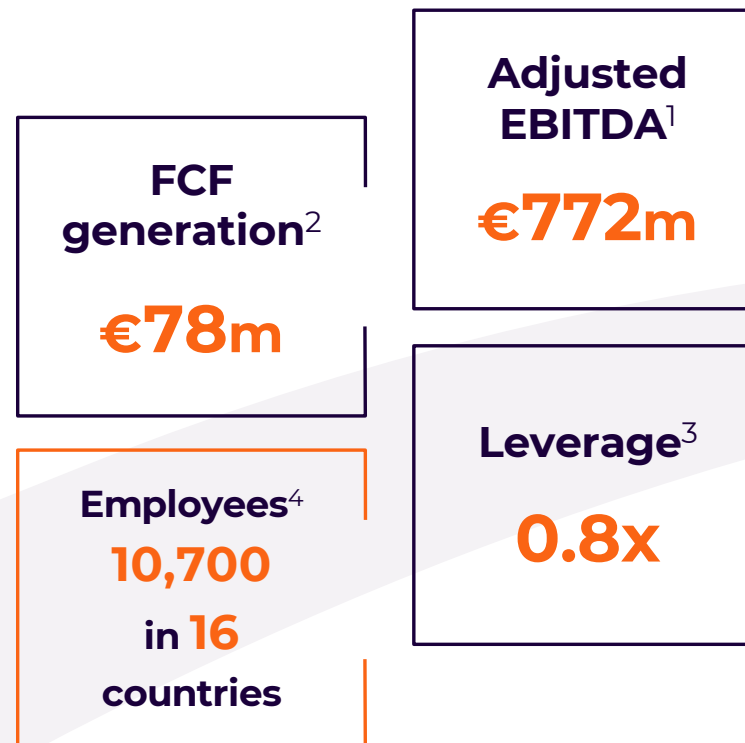 Adjusted
EBITDA¹
€772m
FCF
generation²
€78m
Leverage³
0.8x
Employees⁴
10,700
in 16
countries